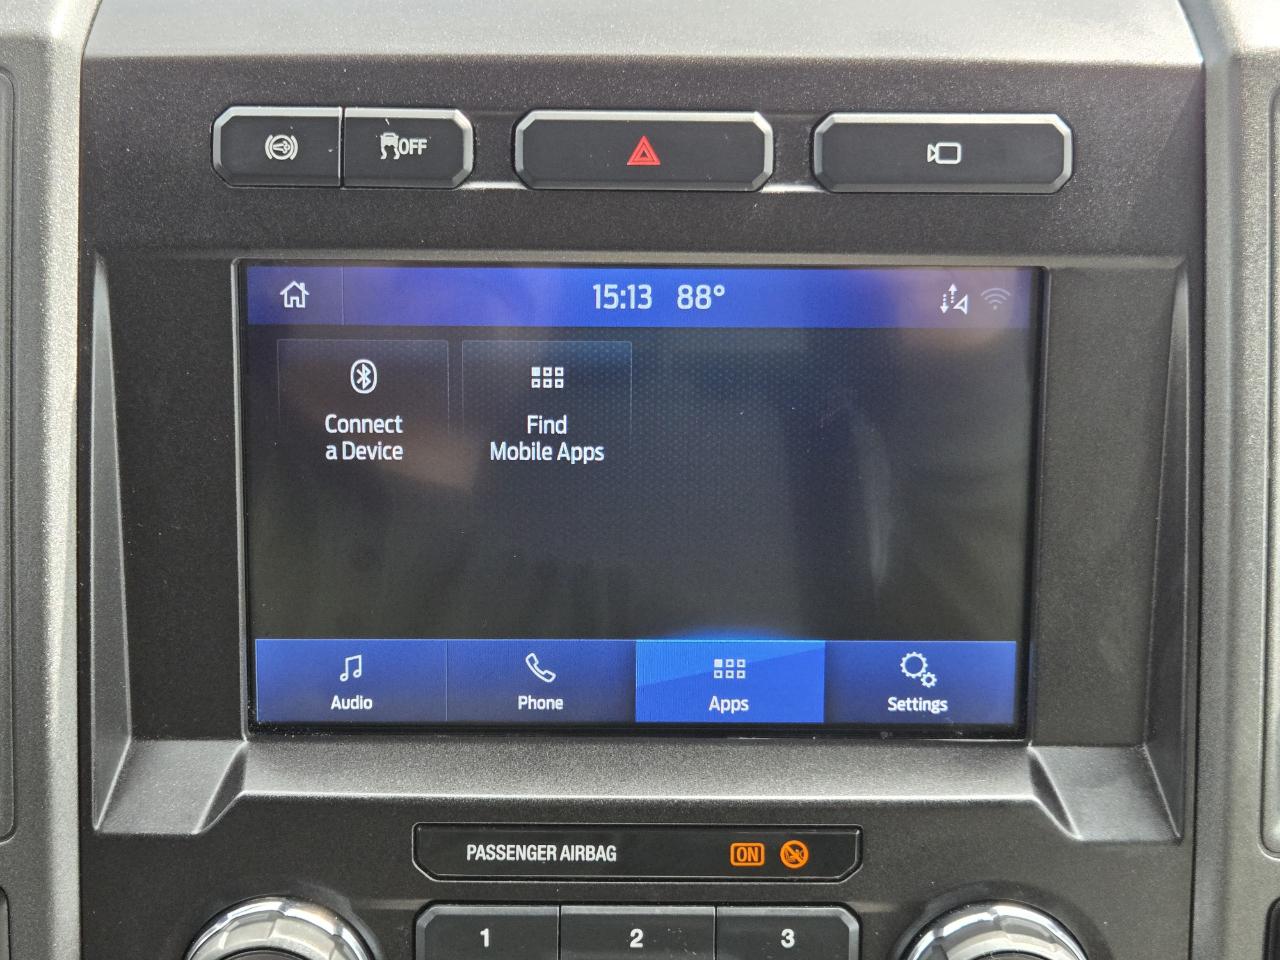 OFF
15:13 88°
Connect
a Device
Find
Mobile Apps
Audio
Phone
Apps
Settings
PASSENGER AIRBAG ON
1 2 3